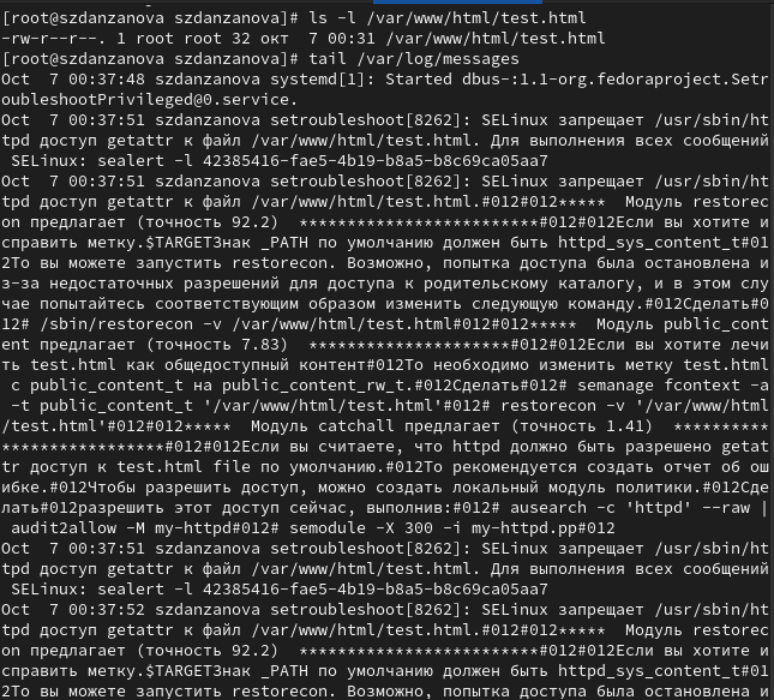 [root@szdanzanova szdanzanova]# ls -l /var/www/html/test.html
-rw-r--r--. 1 root root 32 окт  7 00:31 /var/www/html/test.html
[root@szdanzanova szdanzanova]# tail /var/log/messages
Oct  7 00:37:48 szdanzanova systemd[1]: Started dbus-:1.1-org.fedoraproject.Setr
oubleshootPrivileged@0.service.
Oct  7 00:37:51 szdanzanova setroubleshoot[8262]: SELinux запрещает /usr/sbin/ht
tpd доступ getattr к файл /var/www/html/test.html. Для выполнения всех сообщений
 SELinux: sealert -l 42385416-fae5-4b19-b8a5-b8c69ca05aa7
Oct  7 00:37:51 szdanzanova setroubleshoot[8262]: SELinux запрещает /usr/sbin/ht
tpd доступ getattr к файл /var/www/html/test.html.#012#012*****  Модуль restorec
on предлагает (точность 92.2)  *************************#012#012Если вы хотите и
справить метку.$TARGETЗнак _PATH по умолчанию должен быть httpd_sys_content_t#01
2То вы можете запустить restorecon. Возможно, попытка доступа была остановлена и
з-за недостаточных разрешений для доступа к родительскому каталогу, и в этом слу
чае попытайтесь соответствующим образом изменить следующую команду.#012Сделать#0
12# /sbin/restorecon -v /var/www/html/test.html#012#012*****  Модуль public_cont
ent предлагает (точность 7.83)  *********************#012#012Если вы хотите лечи
ть test.html как общедоступный контент#012То необходимо изменить метку test.html
 с public_content_t на public_content_rw_t.#012Сделать#012# semanage fcontext -a
 -t public_content_t '/var/www/html/test.html'#012# restorecon -v '/var/www/html
/test.html'#012#012*****  Модуль catchall предлагает (точность 1.41)  **********
*****************#012#012Если вы считаете, что httpd должно быть разрешено getat
tr доступ к test.html file по умолчанию.#012То рекомендуется создать отчет об ош
ибке.#012Чтобы разрешить доступ, можно создать локальный модуль политики.#012Сде
лать#012разрешить этот доступ сейчас, выполнив:#012# ausearch -c 'httpd' --raw |
 audit2allow -M my-httpd#012# semodule -X 300 -i my-httpd.pp#012
Oct  7 00:37:51 szdanzanova setroubleshoot[8262]: SELinux запрещает /usr/sbin/ht
tpd доступ getattr к файл /var/www/html/test.html. Для выполнения всех сообщений
 SELinux: sealert -l 42385416-fae5-4b19-b8a5-b8c69ca05aa7
Oct  7 00:37:52 szdanzanova setroubleshoot[8262]: SELinux запрещает /usr/sbin/ht
tpd доступ getattr к файл /var/www/html/test.html.#012#012*****  Модуль restorec
on предлагает (точность 92.2)  *************************#012#012Если вы хотите и
справить метку.$TARGETЗнак _PATH по умолчанию должен быть httpd_sys_content_t#01
2То вы можете запустить restorecon. Возможно, попытка доступа была остановлена и